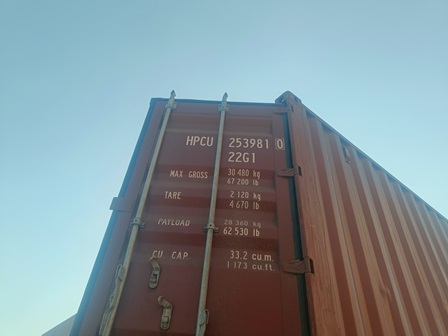 HPCU 253981 0
22G1
MAX GROSS 30 480 kg
67 200 lb
TARE 2 120 kg
4 670 lb
PAYLOAD 28 360 kg
62 530 lb
CU. CAP. 33.2 cu.m.
1 173 cu.ft.